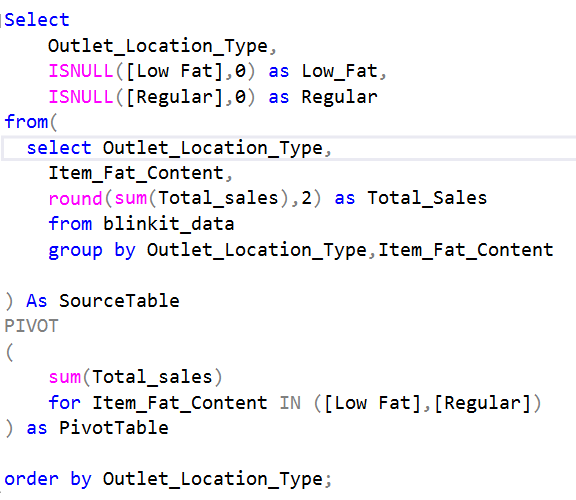 Select
    Outlet_Location_Type,
    ISNULL([Low Fat],0) as Low_Fat,
    ISNULL([Regular],0) as Regular
from(
  select Outlet_Location_Type,
    Item_Fat_Content,
    round(sum(Total_sales),2) as Total_Sales
    from blinkit_data
    group by Outlet_Location_Type,Item_Fat_Content
) As SourceTable
PIVOT
(
    sum(Total_sales)
    for Item_Fat_Content IN ([Low Fat],[Regular])
) as PivotTable
order by Outlet_Location_Type;